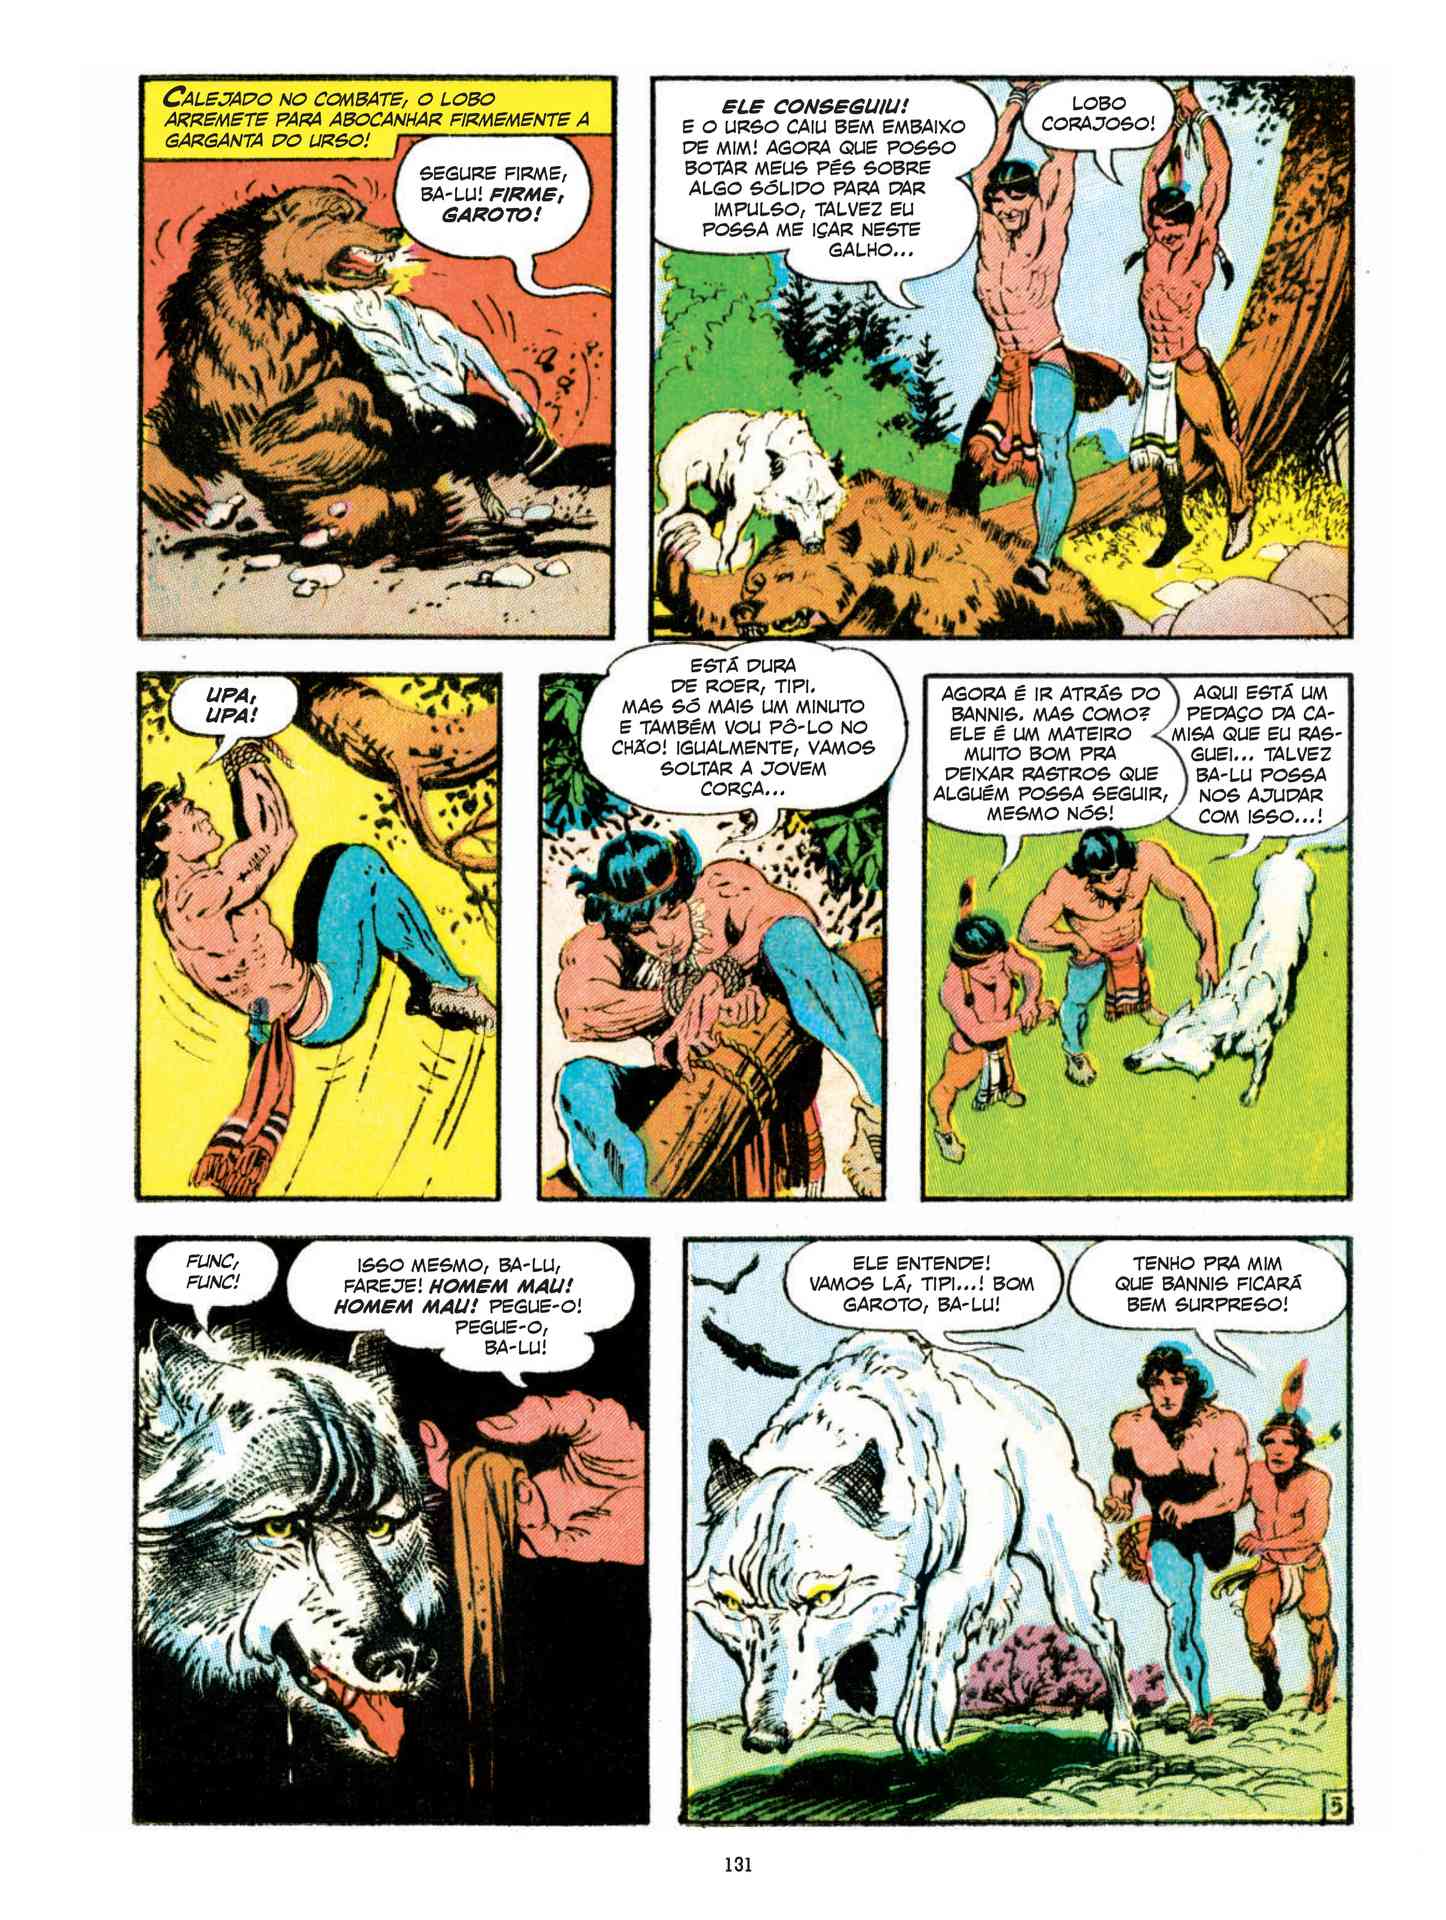 CALEJADO NO COMBATE, O LOBO
ARREMETE PARA ABOCANHAR FIRMEMENTE A
GARGANTA DO URSO!
SEGURE FIRME,
BA-LU! FIRME,
GAROTO!
ELE CONSEGUIU!
E O URSO CAIU BEM EMBAIXO
DE MIM! AGORA QUE POSSO
BOTAR MEUS PÉS SOBRE
ALGO SÓLIDO PARA DAR
IMPULSO, TALVEZ EU
POSSA ME IÇAR NESTE
GALHO...
LOBO
CORAJOSO!
UPA,
UPA!
ESTÁ DURA
DE ROER, TIPI.
MAS SÓ MAIS UM MINUTO
E TAMBÉM VOU PÔ-LO NO
CHÃO! IGUALMENTE, VAMOS
SOLTAR A JOVEM
CORÇA...
AGORA É IR ATRÁS DO
BANNIS. MAS COMO?
ELE É UM MATEIRO
MUITO BOM PRA
DEIXAR RASTROS QUE
ALGUÉM POSSA SEGUIR,
MESMO NÓS!
AQUI ESTÁ UM
PEDAÇO DA CA-
MISA QUE EU RAS-
GUEI... TALVEZ
BA-LU POSSA
NOS AJUDAR
COM ISSO...!
FUNC,
FUNC!
ISSO MESMO, BA-LU,
FAREJE! HOMEM MAU!
HOMEM MAU! PEGUE-O!
PEGUE-O,
BA-LU!
ELE ENTENDE!
VAMOS LÁ, TIPI...! BOM
GAROTO, BA-LU!
TENHO PRA MIM
QUE BANNIS FICARÁ
BEM SURPRESO!
5
131